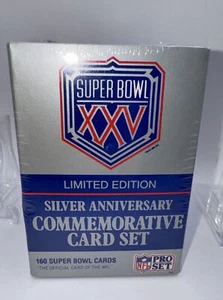 SUPER BOWL
XXV
LIMITED EDITION
SILVER ANNIVERSARY
COMMEMORATIVE
CARD SET
160 SUPER BOWL CARDS
THE OFFICIAL CARD OF THE NFL
NFL PRO
SET